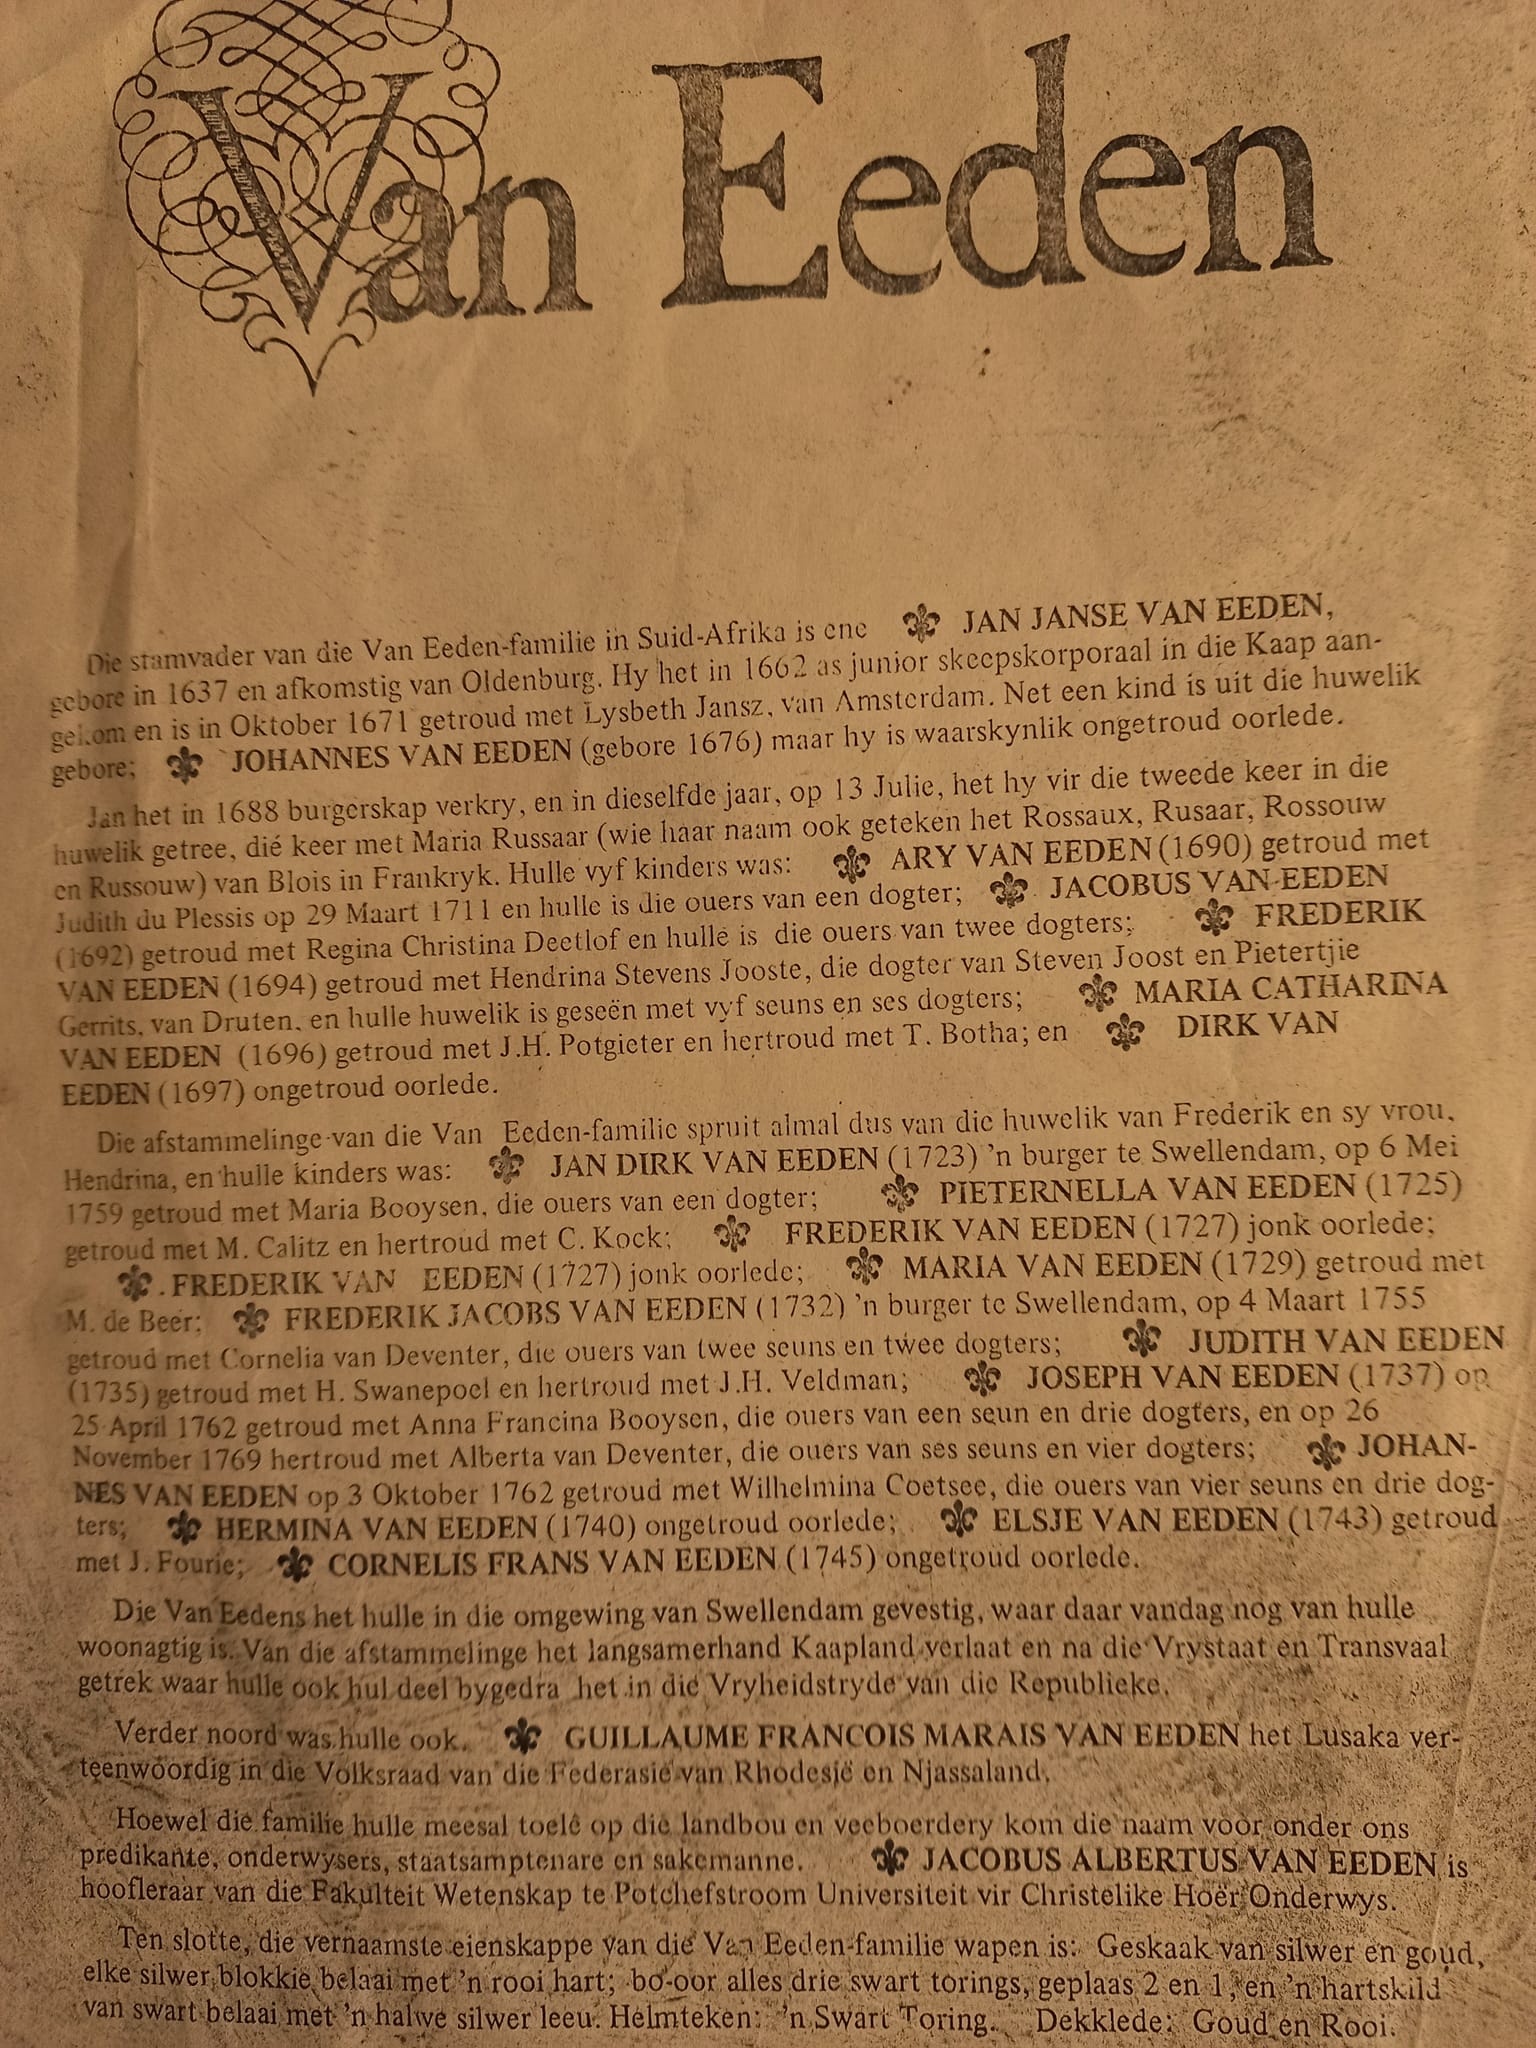 Van Eeden
Die stamvader van die Van Eeden-familie in Suid-Afrika is ene JAN JANSE VAN EEDEN,
gebore in 1637 en afkomstig van Oldenburg. Hy het in 1662 as junior skeepskorporaal in die Kaap aan-
gekom en is in Oktober 1671 getroud met Lysbeth Jansz, van Amsterdam. Net een kind is uit die huwelik
gebore; JOHANNES VAN EEDEN (gebore 1676) maar hy is waarskynlik ongetroud oorlede.
Jan het in 1688 burgerskap verkry, en in dieselfde jaar, op 13 Julie, het hy vir die tweede keer in die
huwelik getree, dié keer met Maria Russaar (wie haar naam ook geteken het Rossaux, Rusaar, Rossouw
en Russouw) van Blois in Frankryk. Hulle vyf kinders was: ARY VAN EEDEN (1690) getroud met
Judith du Plessis op 29 Maart 1711 en hulle is die ouers van een dogter; JACOBUS VAN EEDEN
(1692) getroud met Regina Christina Deetlof en hulle is die ouers van twee dogters; FREDERIK
VAN EEDEN (1694) getroud met Hendrina Stevens Jooste, die dogter van Steven Joost en Pietertjie
Gerrits, van Druten, en hulle huwelik is geseën met vyf seuns en ses dogters; MARIA CATHARINA
VAN EEDEN (1696) getroud met J.H. Potgieter en hertroud met T. Botha; en DIRK VAN
EEDEN (1697) ongetroud oorlede.
Die afstammelinge van die Van Eeden-familie spruit almal dus van die huwelik van Frederik en sy vrou,
Hendrina, en hulle kinders was: JAN DIRK VAN EEDEN (1723) 'n burger te Swellendam, op 6 Mei
1759 getroud met Maria Booysen, die ouers van een dogter; PIETERNELLA VAN EEDEN (1725)
getroud met M. Calitz en hertroud met C. Kock; FREDERIK VAN EEDEN (1727) jonk oorlede;
FREDERIK VAN EEDEN (1727) jonk oorlede; MARIA VAN EEDEN (1729) getroud met
M. de Beer; FREDERIK JACOBS VAN EEDEN (1732) 'n burger te Swellendam, op 4 Maart 1755
getroud met Cornelia van Deventer, die ouers van twee seuns en twee dogters; JUDITH VAN EEDEN
(1735) getroud met H. Swanepoel en hertroud met J.H. Veldman; JOSEPH VAN EEDEN (1737) op
25 April 1762 getroud met Anna Francina Booysen, die ouers van een seun en drie dogters, en op 26
November 1769 hertroud met Alberta van Deventer, die ouers van ses seuns en vier dogters; JOHAN-
NES VAN EEDEN op 3 Oktober 1762 getroud met Wilhelmina Coetsee, die ouers van vier seuns en drie dog-
ters; HERMINA VAN EEDEN (1740) ongetroud oorlede; ELSJE VAN EEDEN (1743) getroud
met J. Fourie; CORNELIS FRANS VAN EEDEN (1745) ongetroud oorlede.
Die Van Eedens het hulle in die omgewing van Swellendam gevestig, waar daar vandag nog van hulle
woonagtig is. Van die afstammelinge het langsamerhand Kaapland verlaat en na die Vrystaat en Transvaal
getrek waar hulle ook hul deel bygedra het in die Vryheidstryde van die Republieke.
Verder noord was hulle ook. GUILLAUME FRANCOIS MARAIS VAN EEDEN het Lusaka ver-
teenwoordig in die Volksraad van die Federasie van Rhodesië en Njassaland.
Hoewel die familie hulle meesal toelê op die landbou en veeboerdery kom die naam voor onder ons
predikante, onderwysers, staatsamptenare en sakemanne. JACOBUS ALBERTUS VAN EEDEN is
hoofleraar van die Fakulteit Wetenskap te Potchefstroom Universiteit vir Christelike Hoër Onderwys.
Ten slotte, die vernaamste eienskappe van die Van Eeden-familie wapen is: Geskaak van silwer en goud,
elke silwer blokkie belaai met 'n rooi hart; bo-oor alles drie swart torings, geplaas 2 en 1, en 'n hartskild
van swart belaai met 'n halwe silwer leeu. Helmteken: 'n Swart Toring. Dekklede: Goud en Rooi.